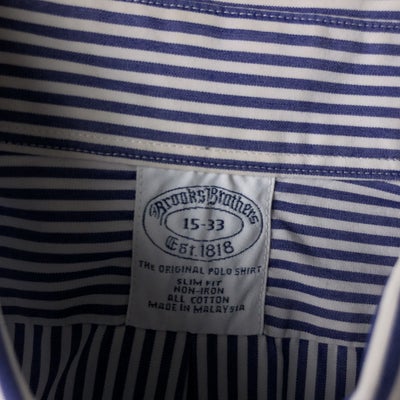 Brooks Brothers
15-33
Est. 1818
THE ORIGINAL POLO SHIRT
SLIM FIT
NON-IRON
ALL COTTON
MADE IN MALAYSIA